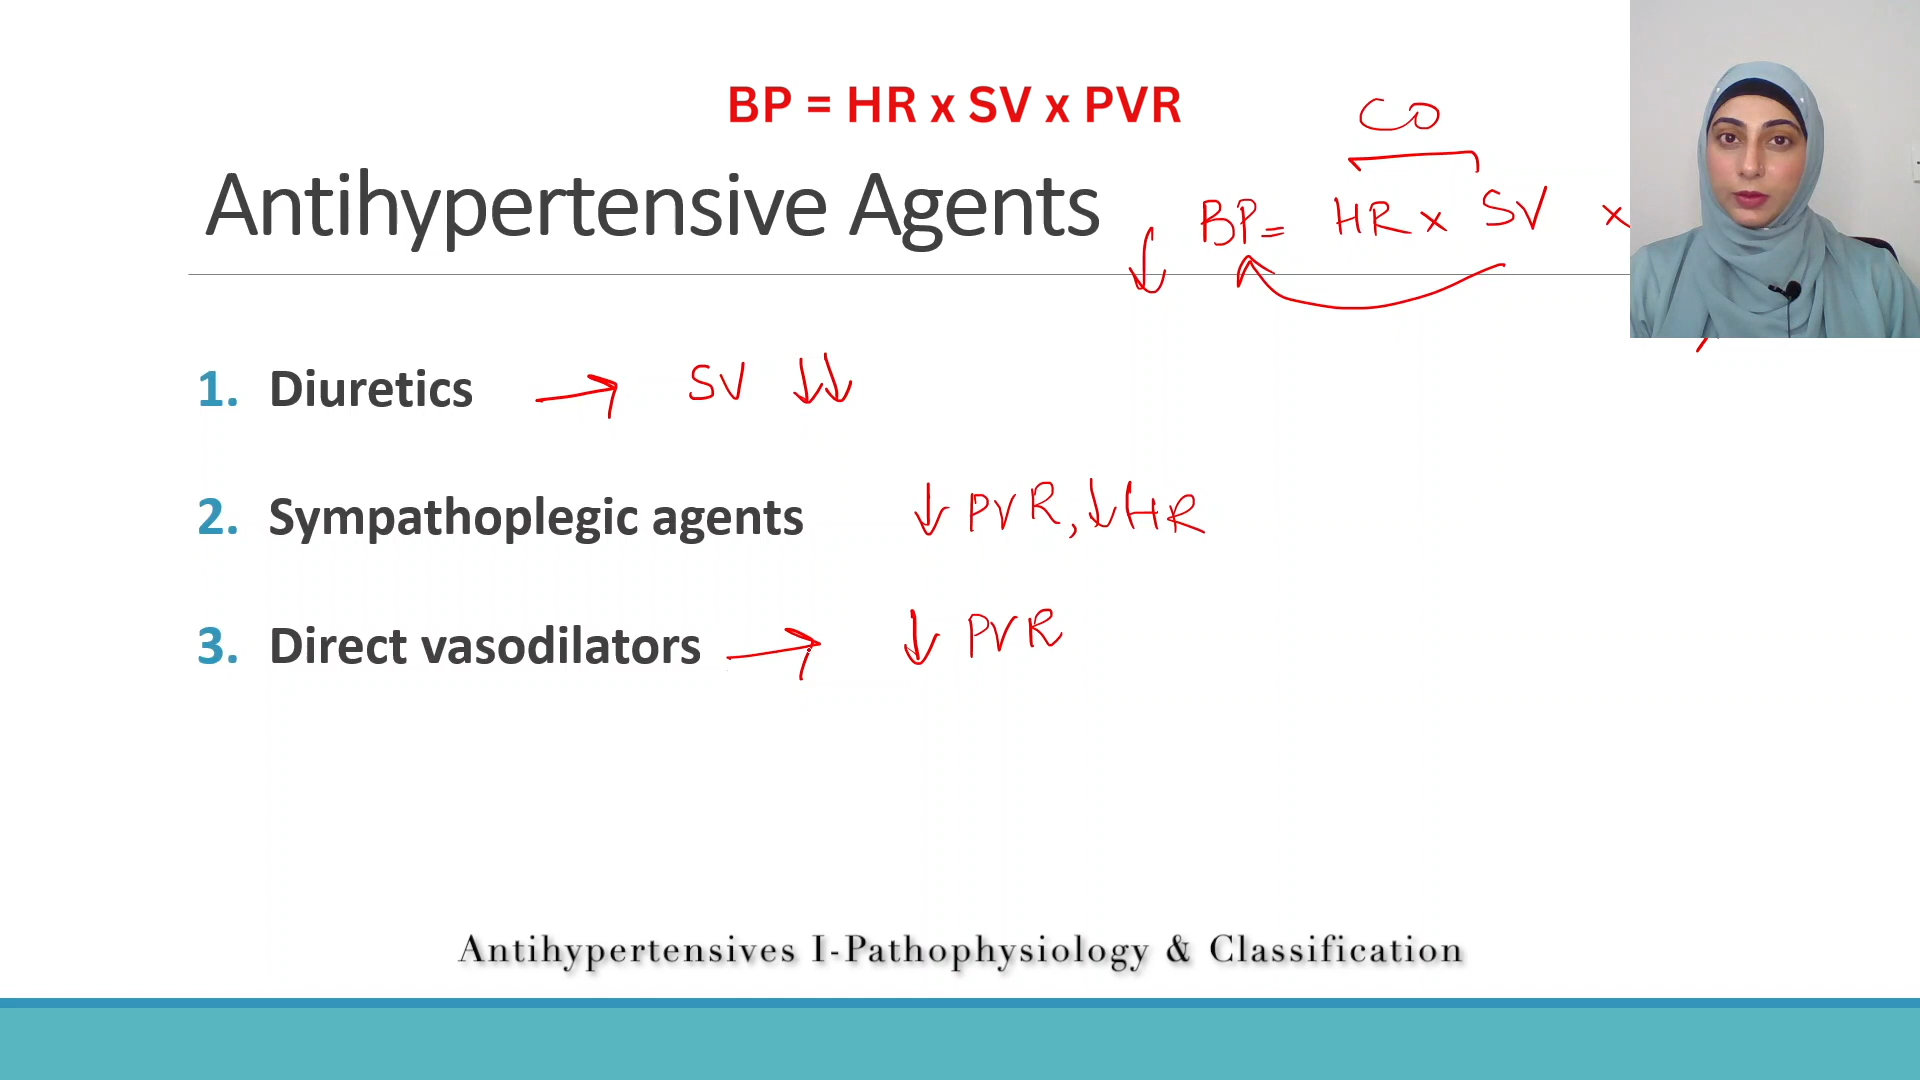 BP = HR x SV x PVR
CO
Antihypertensive Agents
↓ BP = HR x SV x
1. Diuretics → SV ↓↓
2. Sympathoplegic agents ↓ PVR, ↓HR
3. Direct vasodilators → ↓ PVR
Antihypertensives I-Pathophysiology & Classification